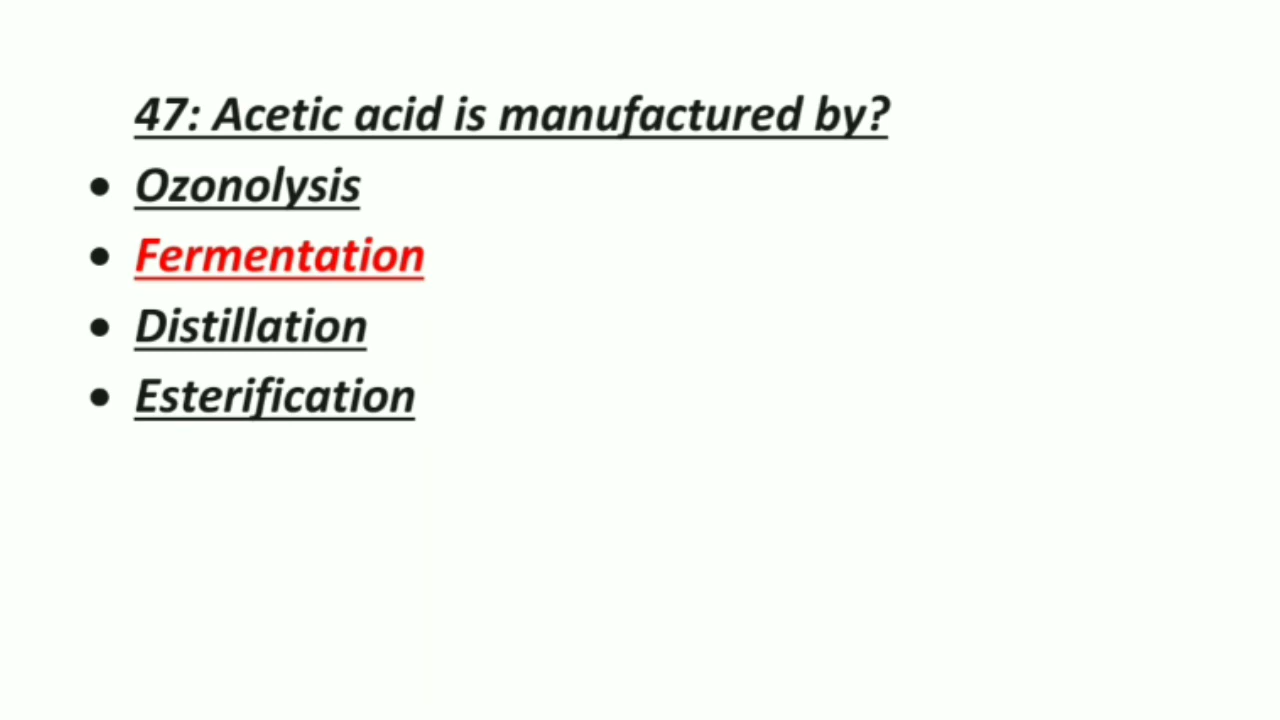 47: Acetic acid is manufactured by?
• Ozonolysis
• Fermentation
• Distillation
• Esterification